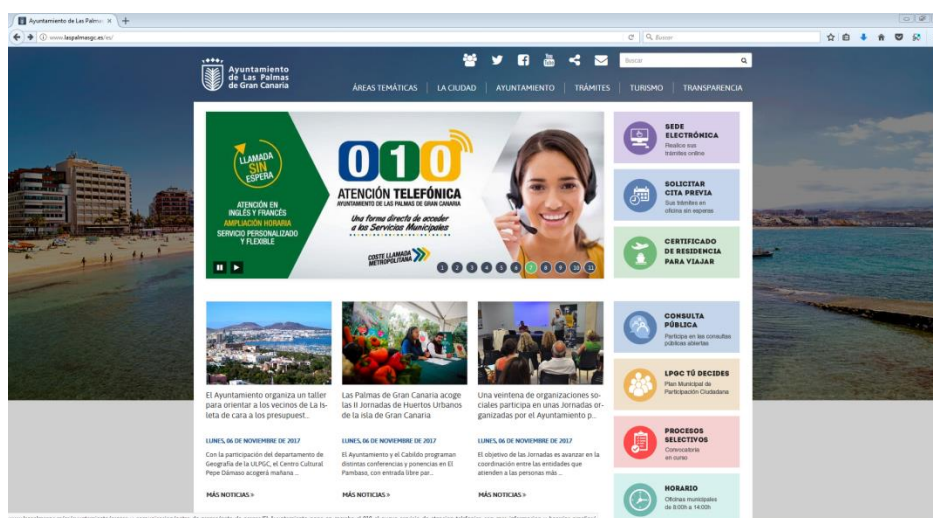 Ayuntamiento de Las Palmas
www.laspalmasgc.es/es/
Buscar
Ayuntamiento
de Las Palmas
de Gran Canaria
Buscar
ÁREAS TEMÁTICAS | LA CIUDAD | AYUNTAMIENTO | TRÁMITES | TURISMO | TRANSPARENCIA
LLAMADA
SIN
ESPERA
ATENCIÓN EN
INGLÉS Y FRANCÉS
AMPLIACIÓN HORARIA
SERVICIO PERSONALIZADO
Y FLEXIBLE
010
ATENCIÓN TELEFÓNICA
AYUNTAMIENTO DE LAS PALMAS DE GRAN CANARIA
Una forma directa de acceder
a los Servicios Municipales
COSTE LLAMADA
METROPOLITANA
1 2 3 4 5 6 7 8 9 10 11
SEDE
ELECTRÓNICA
Realice sus
trámites online
SOLICITAR
CITA PREVIA
Sus trámites en
oficina sin esperas
CERTIFICADO
DE RESIDENCIA
PARA VIAJAR
El Ayuntamiento organiza un taller
para orientar a los vecinos de La Is-
leta de cara a los presupuest...
LUNES, 06 DE NOVIEMBRE DE 2017
Con la participación del departamento de
Geografía de la ULPGC, el Centro Cultural
Pepe Dámaso acogerá mañana ...
MÁS NOTICIAS »
Las Palmas de Gran Canaria acoge
las II Jornadas de Huertos Urbanos
de la isla de Gran Canaria
LUNES, 06 DE NOVIEMBRE DE 2017
El Ayuntamiento y el Cabildo programan
distintas conferencias y ponencias en El
Pambaso, con entrada libre par...
MÁS NOTICIAS »
Una veintena de organizaciones so-
ciales participa en unas Jornadas or-
ganizadas por el Ayuntamiento p...
LUNES, 06 DE NOVIEMBRE DE 2017
El objetivo de las Jornadas es avanzar en la
coordinación entre las entidades que
atienden a las personas más ...
MÁS NOTICIAS »
CONSULTA
PÚBLICA
Participa en las consultas
públicas abiertas
LPGC TÚ DECIDES
Plan Municipal de
Participación Ciudadana
PROCESOS
SELECTIVOS
Convocatoria
en curso
HORARIO
Oficinas municipales
de 8:00h a 14:00h